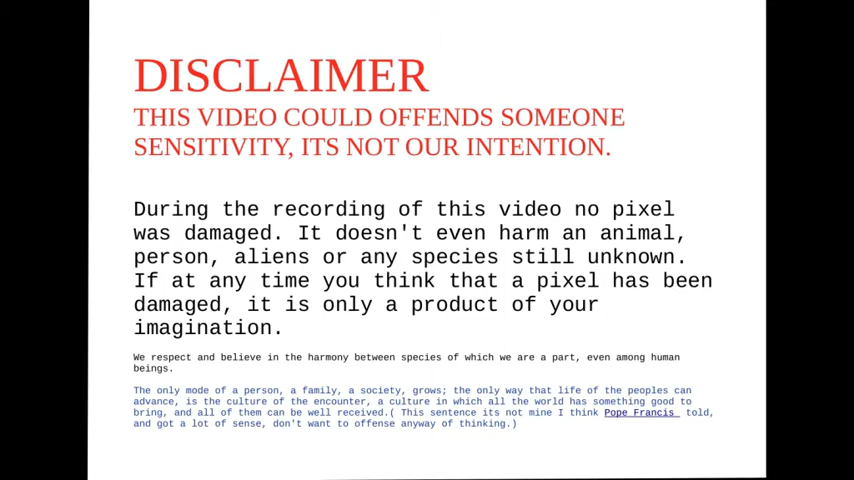 DISCLAIMER
THIS VIDEO COULD OFFENDS SOMEONE
SENSITIVITY, ITS NOT OUR INTENTION.
During the recording of this video no pixel
was damaged. It doesn't even harm an animal,
person, aliens or any species still unknown.
If at any time you think that a pixel has been
damaged, it is only a product of your
imagination.
We respect and believe in the harmony between species of which we are a part, even among human
beings.
The only mode of a person, a family, a society, grows; the only way that life of the peoples can
advance, is the culture of the encounter, a culture in which all the world has something good to
bring, and all of them can be well received.( This sentence its not mine I think Pope Francis  told,
and got a lot of sense, don't want to offense anyway of thinking.)